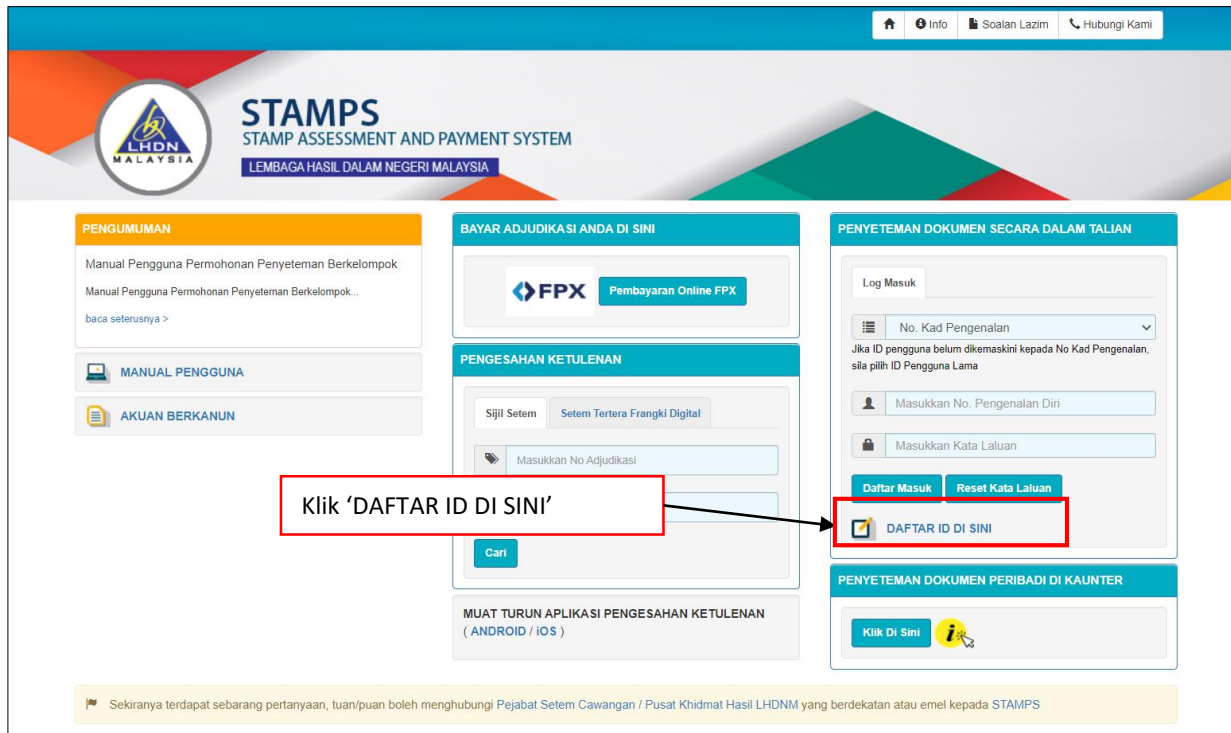 Info
Soalan Lazim
Hubungi Kami
LHDN
MALAYSIA
STAMPS
STAMP ASSESSMENT AND PAYMENT SYSTEM
LEMBAGA HASIL DALAM NEGERI MALAYSIA
PENGUMUMAN
Manual Pengguna Permohonan Penyeteman Berkelompok
Manual Pengguna Permohonan Penyeteman Berkelompok...
baca seterusnya >
MANUAL PENGGUNA
AKUAN BERKANUN
BAYAR ADJUDIKASI ANDA DI SINI
FPX
Pembayaran Online FPX
PENGESAHAN KETULENAN
Sijil Setem
Setem Tertera Frangki Digital
Masukkan No Adjudikasi
Klik ‘DAFTAR ID DI SINI’
Cari
MUAT TURUN APLIKASI PENGESAHAN KETULENAN
( ANDROID / iOS )
PENYETEMAN DOKUMEN SECARA DALAM TALIAN
Log Masuk
No. Kad Pengenalan
Jika ID pengguna belum dikemaskini kepada No Kad Pengenalan,
sila pilih ID Pengguna Lama
Masukkan No. Pengenalan Diri
Masukkan Kata Laluan
Daftar Masuk
Reset Kata Laluan
DAFTAR ID DI SINI
PENYETEMAN DOKUMEN PERIBADI DI KAUNTER
Klik Di Sini
i
Sekiranya terdapat sebarang pertanyaan, tuan/puan boleh menghubungi Pejabat Setem Cawangan / Pusat Khidmat Hasil LHDNM yang berdekatan atau emel kepada STAMPS